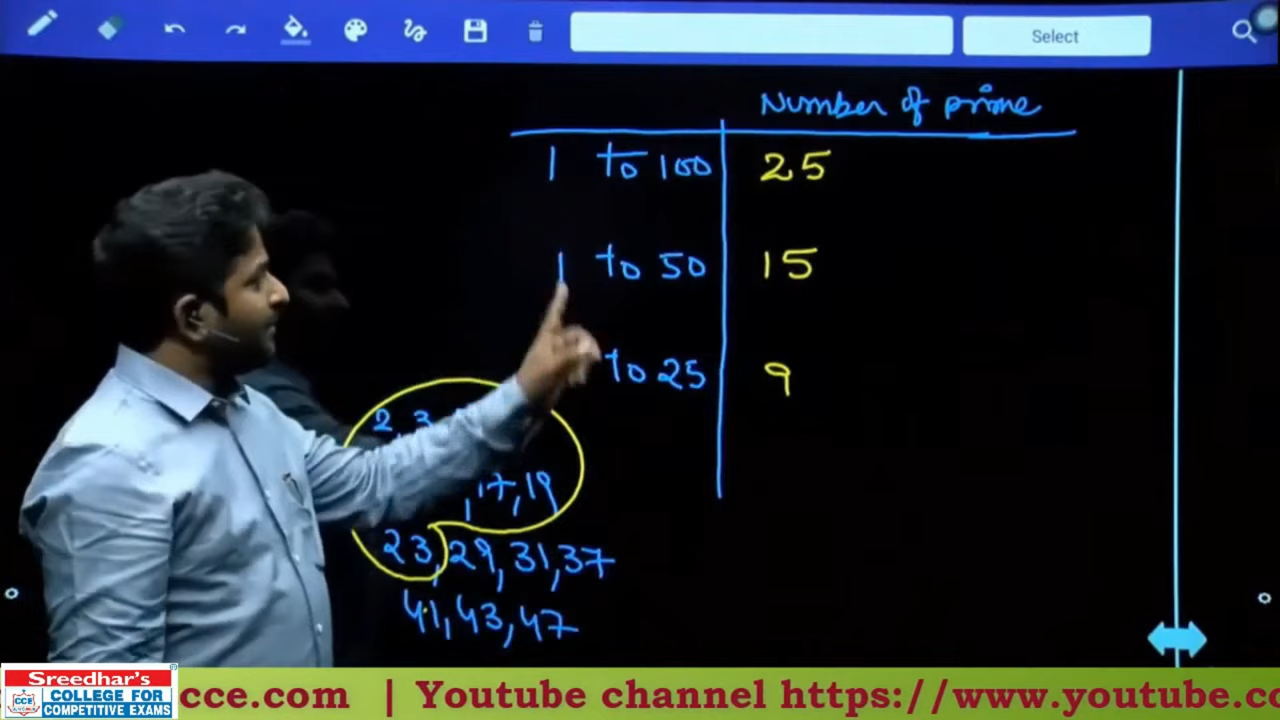 Select
Number of prime
1 to 100 25
1 to 50 15
to 25 9
2, 3
, 17, 19
23, 29, 31, 37
41, 43, 47
Sreedhar's
CCE
COLLEGE FOR
COMPETITIVE EXAMS
cce.com | Youtube channel https://www.youtube.co